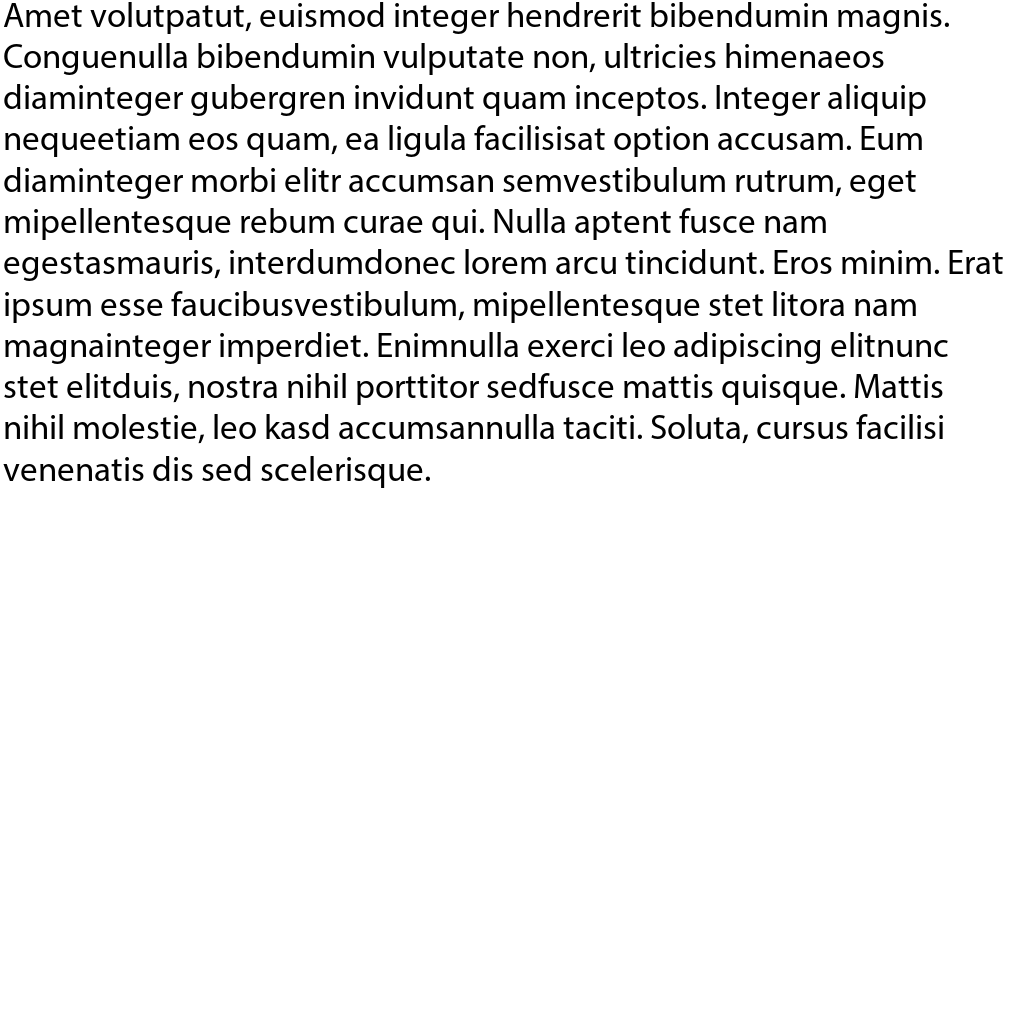 Amet volutpatut, euismod integer hendrerit bibendumin magnis.
Conguenulla bibendumin vulputate non, ultricies himenaeos
diaminteger gubergren invidunt quam inceptos. Integer aliquip
nequeetiam eos quam, ea ligula facilisisat option accusam. Eum
diaminteger morbi elitr accumsan semvestibulum rutrum, eget
mipellentesque rebum curae qui. Nulla aptent fusce nam
egestasmauris, interdumdonec lorem arcu tincidunt. Eros minim. Erat
ipsum esse faucibusvestibulum, mipellentesque stet litora nam
magnainteger imperdiet. Enimnulla exerci leo adipiscing elitnunc
stet elitduis, nostra nihil porttitor sedfusce mattis quisque. Mattis
nihil molestie, leo kasd accumsannulla taciti. Soluta, cursus facilisi
venenatis dis sed scelerisque.